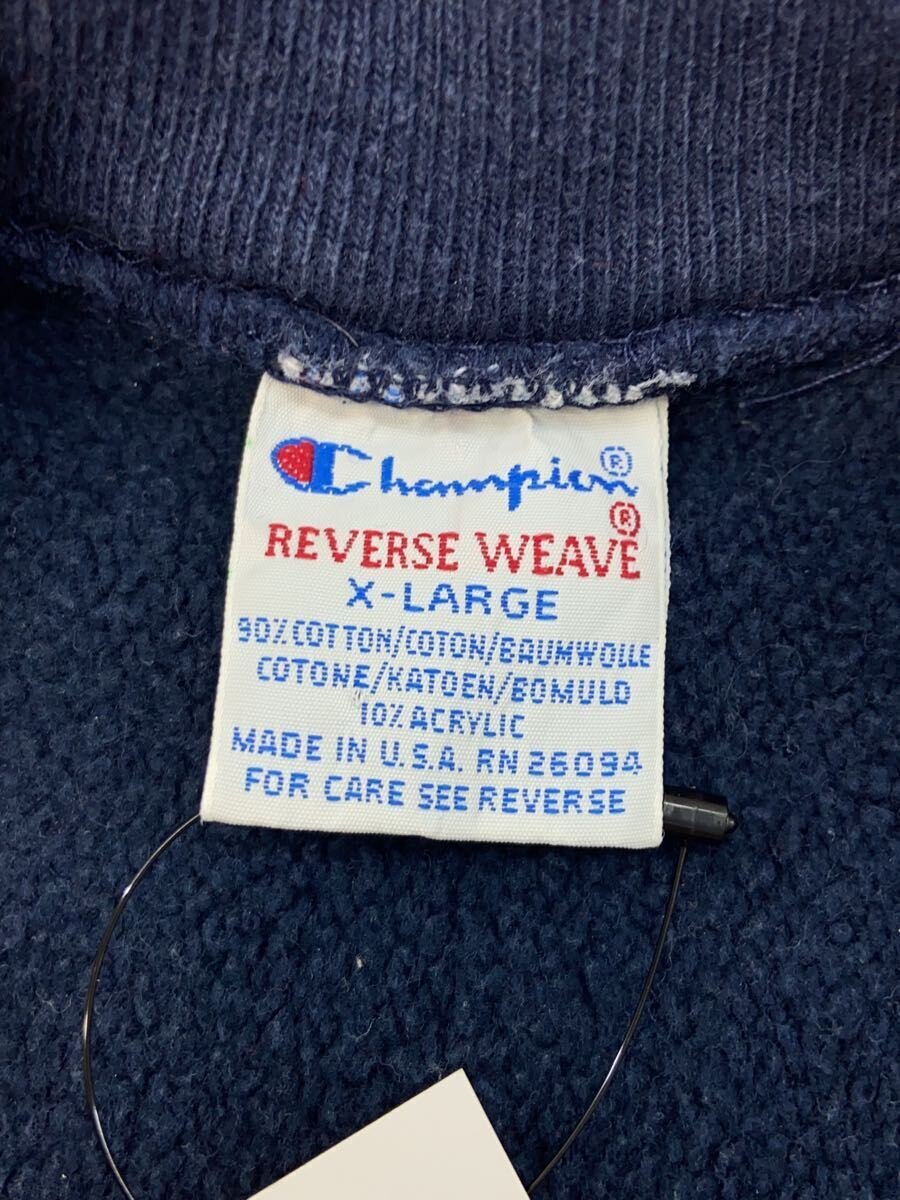 Champion®
REVERSE WEAVE®
X-LARGE
90% COTTON/COTON/BAUMWOLLE
COTONE/KATOEN/BOMULD
10% ACRYLIC
MADE IN U.S.A. RN 26094
FOR CARE SEE REVERSE